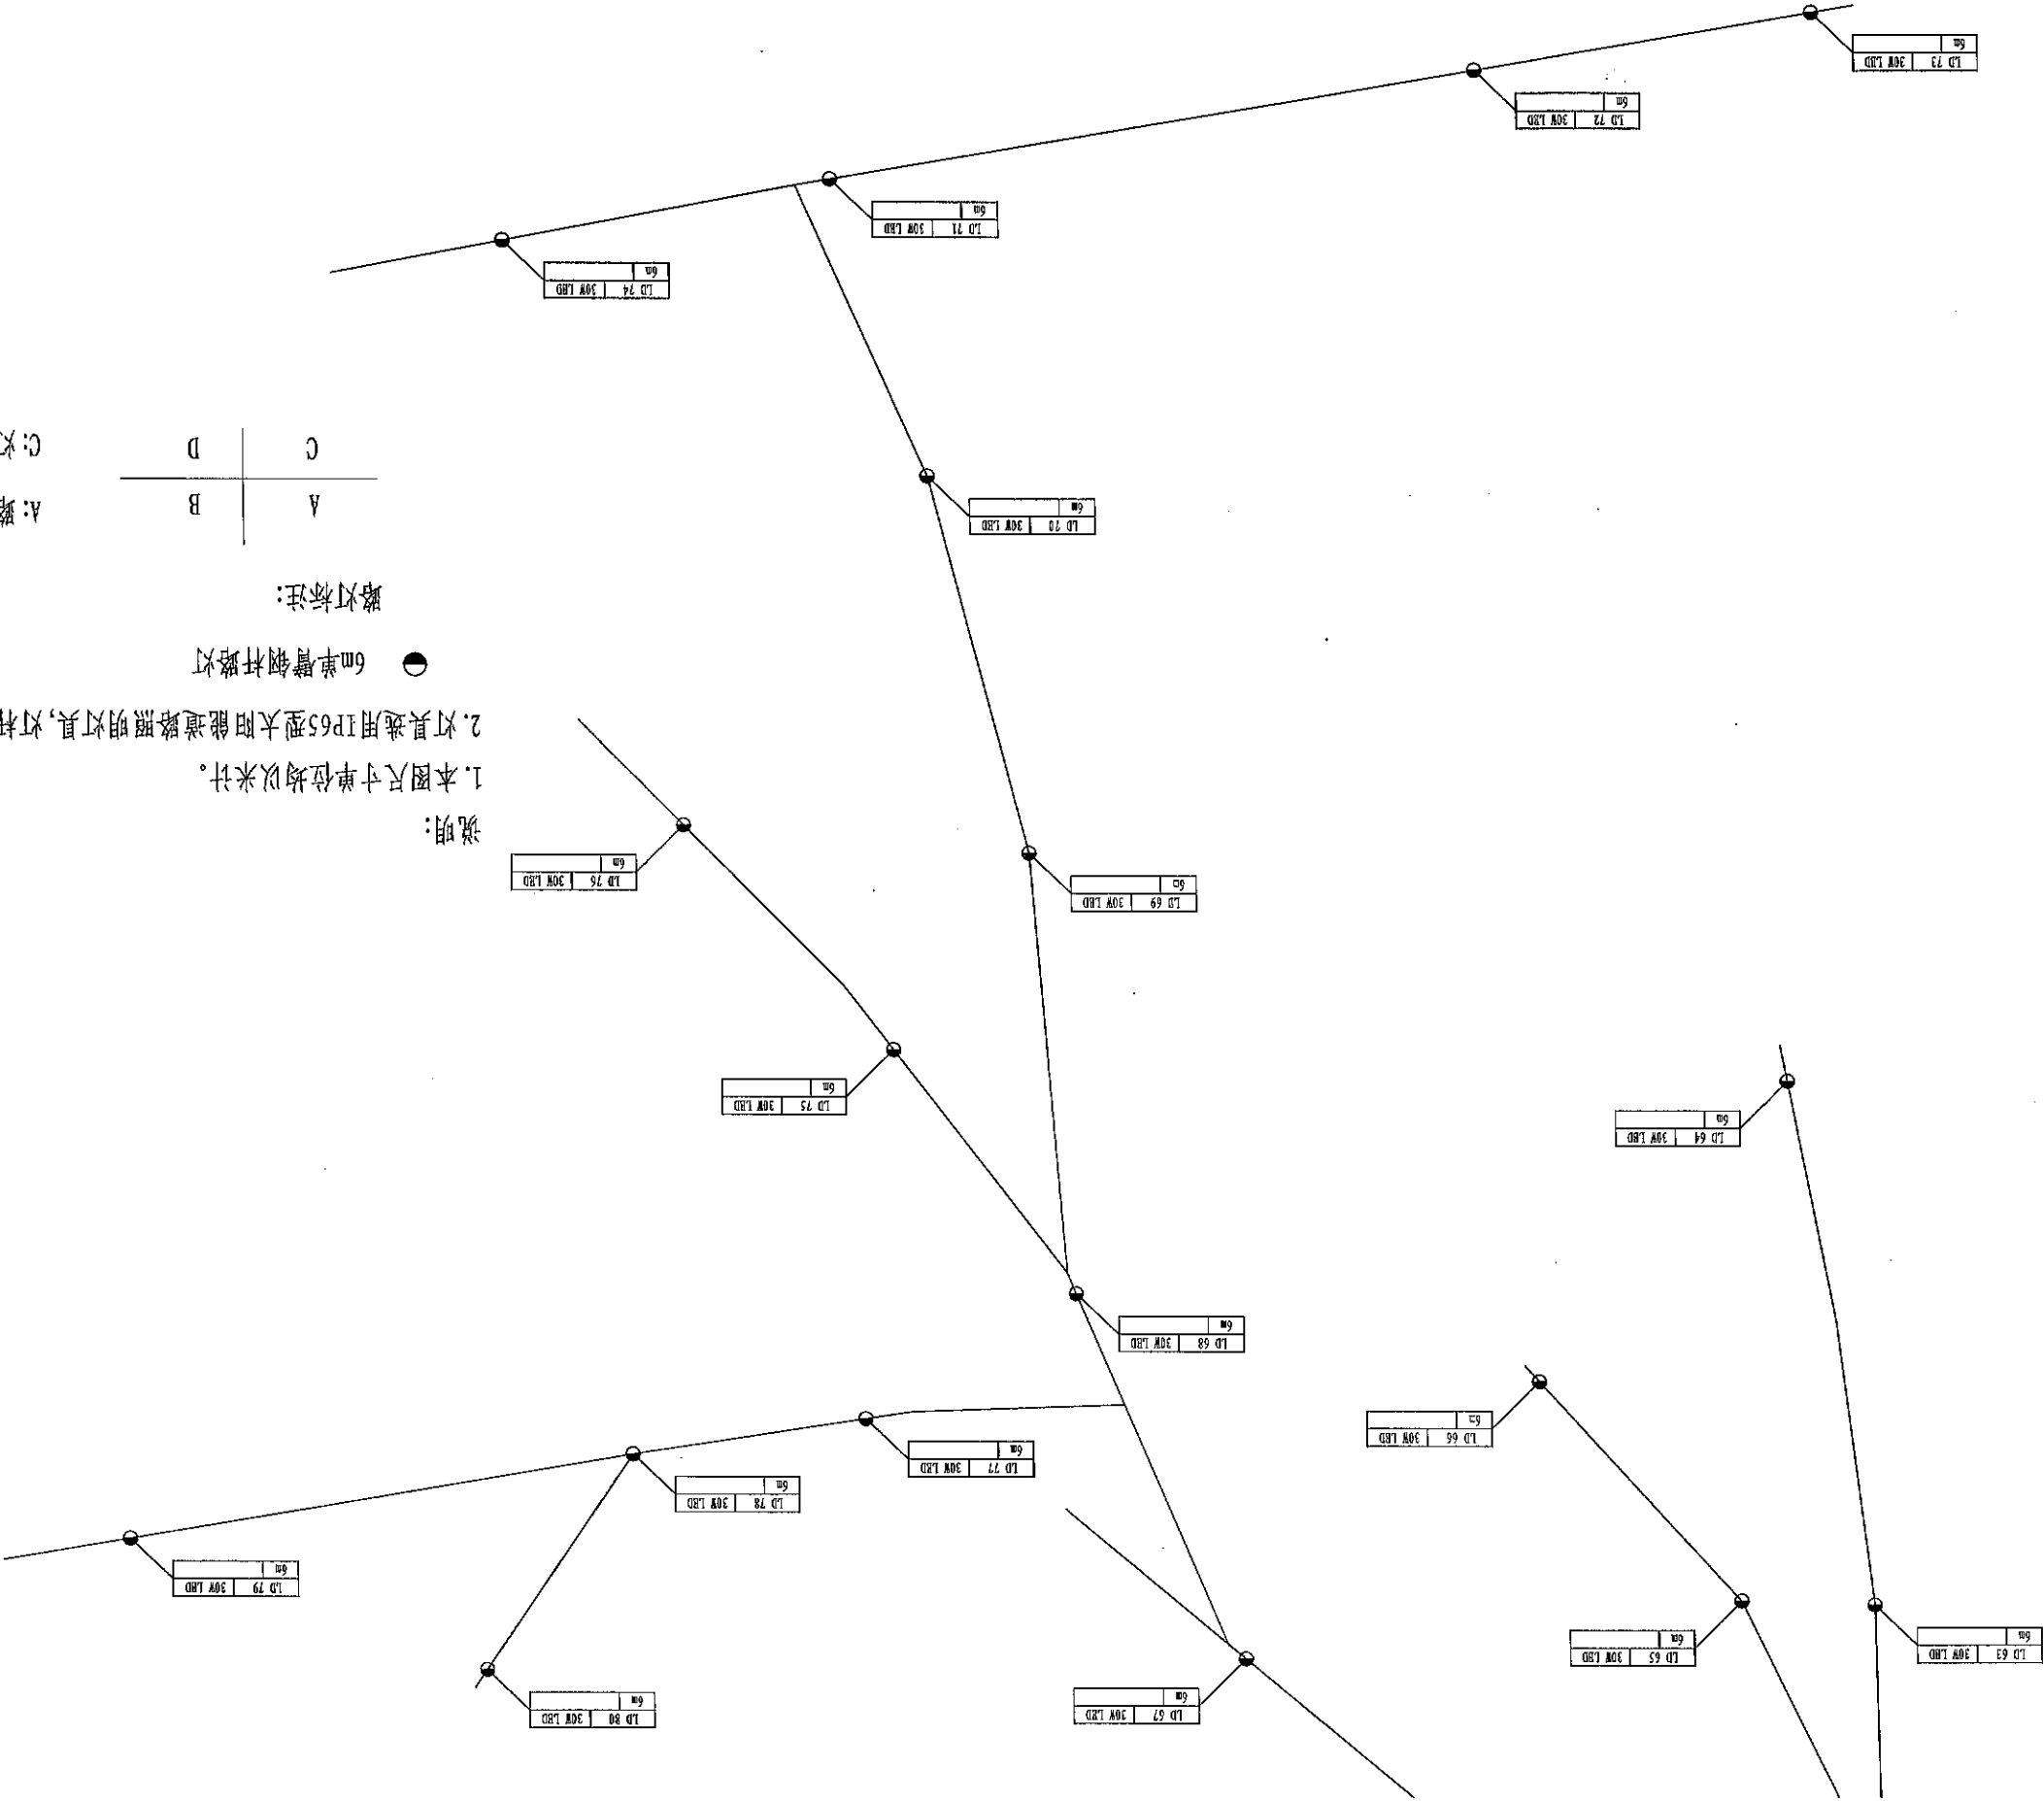 LD 67 30W LED
6m
LD 80 30W LED
6m
LD 63 30W LED
6m
LD 65 30W LED
6m
LD 79 30W LED
6m
LD 78 30W LED
6m
LD 77 30W LED
6m
LD 66 30W LED
6m
LD 68 30W LED
6m
LD 64 30W LED
6m
LD 75 30W LED
6m
LD 69 30W LED
6m
LD 76 30W LED
6m
说明:
1.本图尺寸单位均以米计。
2.灯具选用IP65型太阳能道路照明灯具,灯杆
6m单臂钢杆路灯
路灯标注:
A B A:路
C D C:灯
LD 70 30W LED
6m
LD 74 30W LED
6m
LD 71 30W LED
6m
LD 72 30W LED
6m
LD 73 30W LED
6m